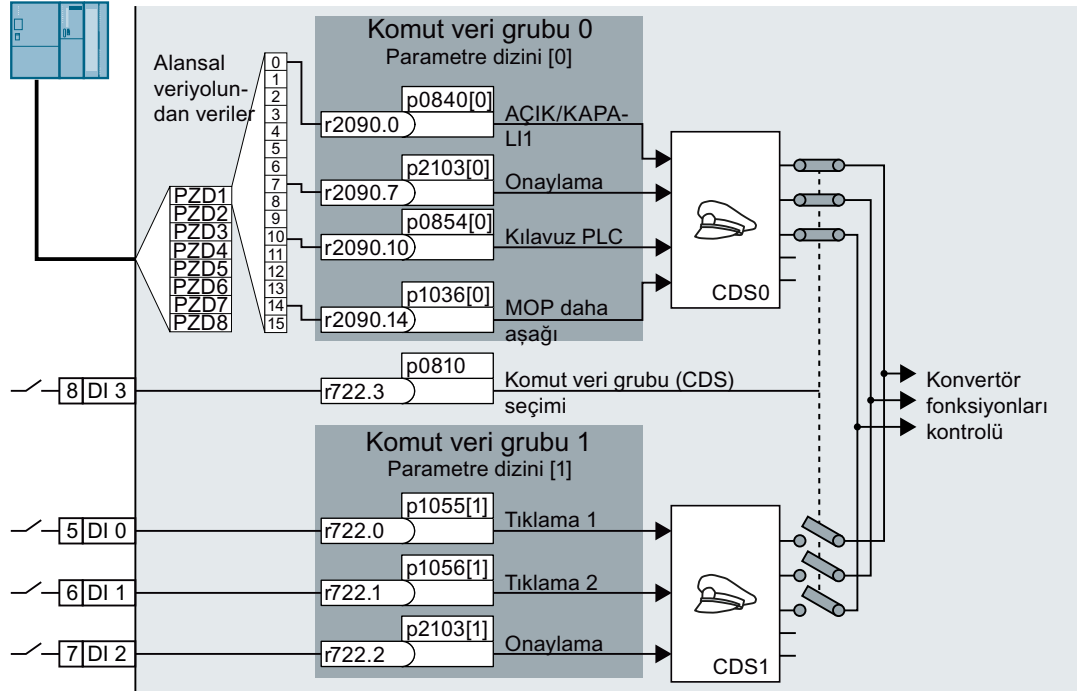 Komut veri grubu 0
Parametre dizini [0]
Alansal
veriyolun-
dan veriler
0
1
2
3
4
5
6
7
8
9
10
11
12
13
14
15
PZD1
PZD2
PZD3
PZD4
PZD5
PZD6
PZD7
PZD8
p0840[0]
r2090.0
AÇIK/KAPA-
LI1
p2103[0]
r2090.7
Onaylama
p0854[0]
r2090.10
Kılavuz PLC
p1036[0]
r2090.14
MOP daha
aşağı
CDS0
8 DI 3
p0810
r722.3
Komut veri grubu (CDS)
seçimi
Konvertör
fonksiyonları
kontrolü
Komut veri grubu 1
Parametre dizini [1]
5 DI 0
p1055[1]
r722.0
Tıklama 1
6 DI 1
p1056[1]
r722.1
Tıklama 2
7 DI 2
p2103[1]
r722.2
Onaylama
CDS1